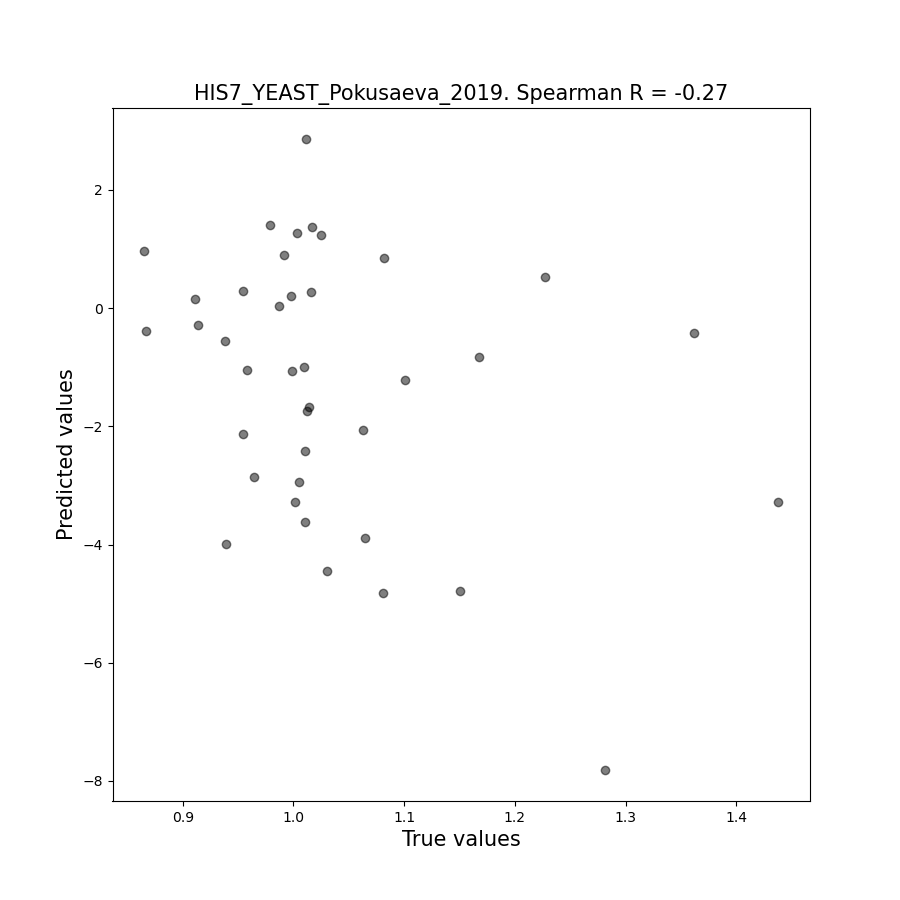 HIS7_YEAST_Pokusaeva_2019. Spearman R = -0.27
2
0
−2
−4
−6
−8
Predicted values
0.9 1.0 1.1 1.2 1.3 1.4
True values